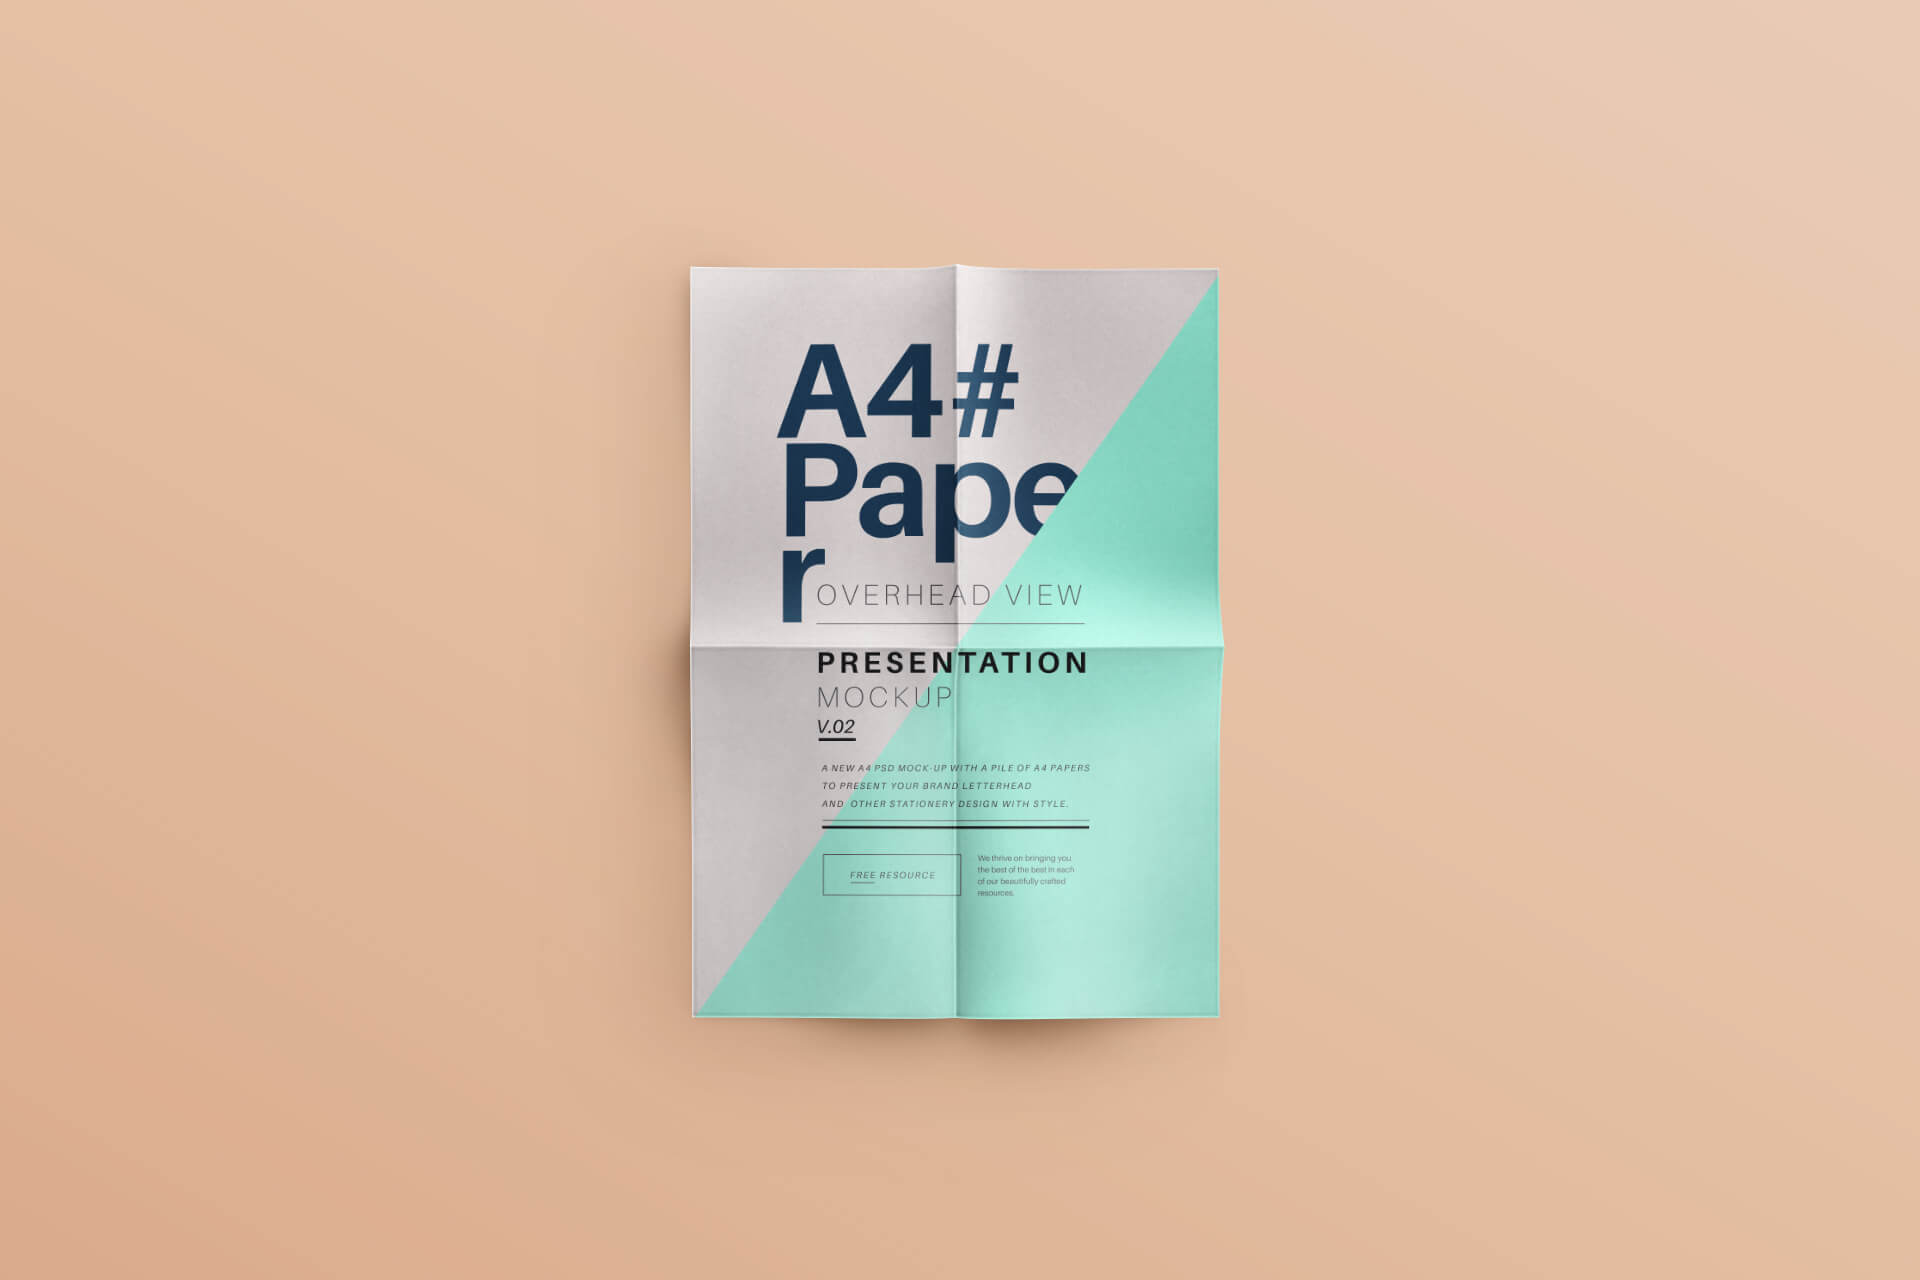 A4#
Pape
r
OVERHEAD VIEW
PRESENTATION
MOCKUP
V.02
A NEW A4 PSD MOCK-UP WITH A PILE OF A4 PAPERS
TO PRESENT YOUR BRAND LETTERHEAD
AND OTHER STATIONERY DESIGN WITH STYLE.
FREE RESOURCE
We thrive on bringing you
the best of the best in each
of our beautifully crafted
resources.